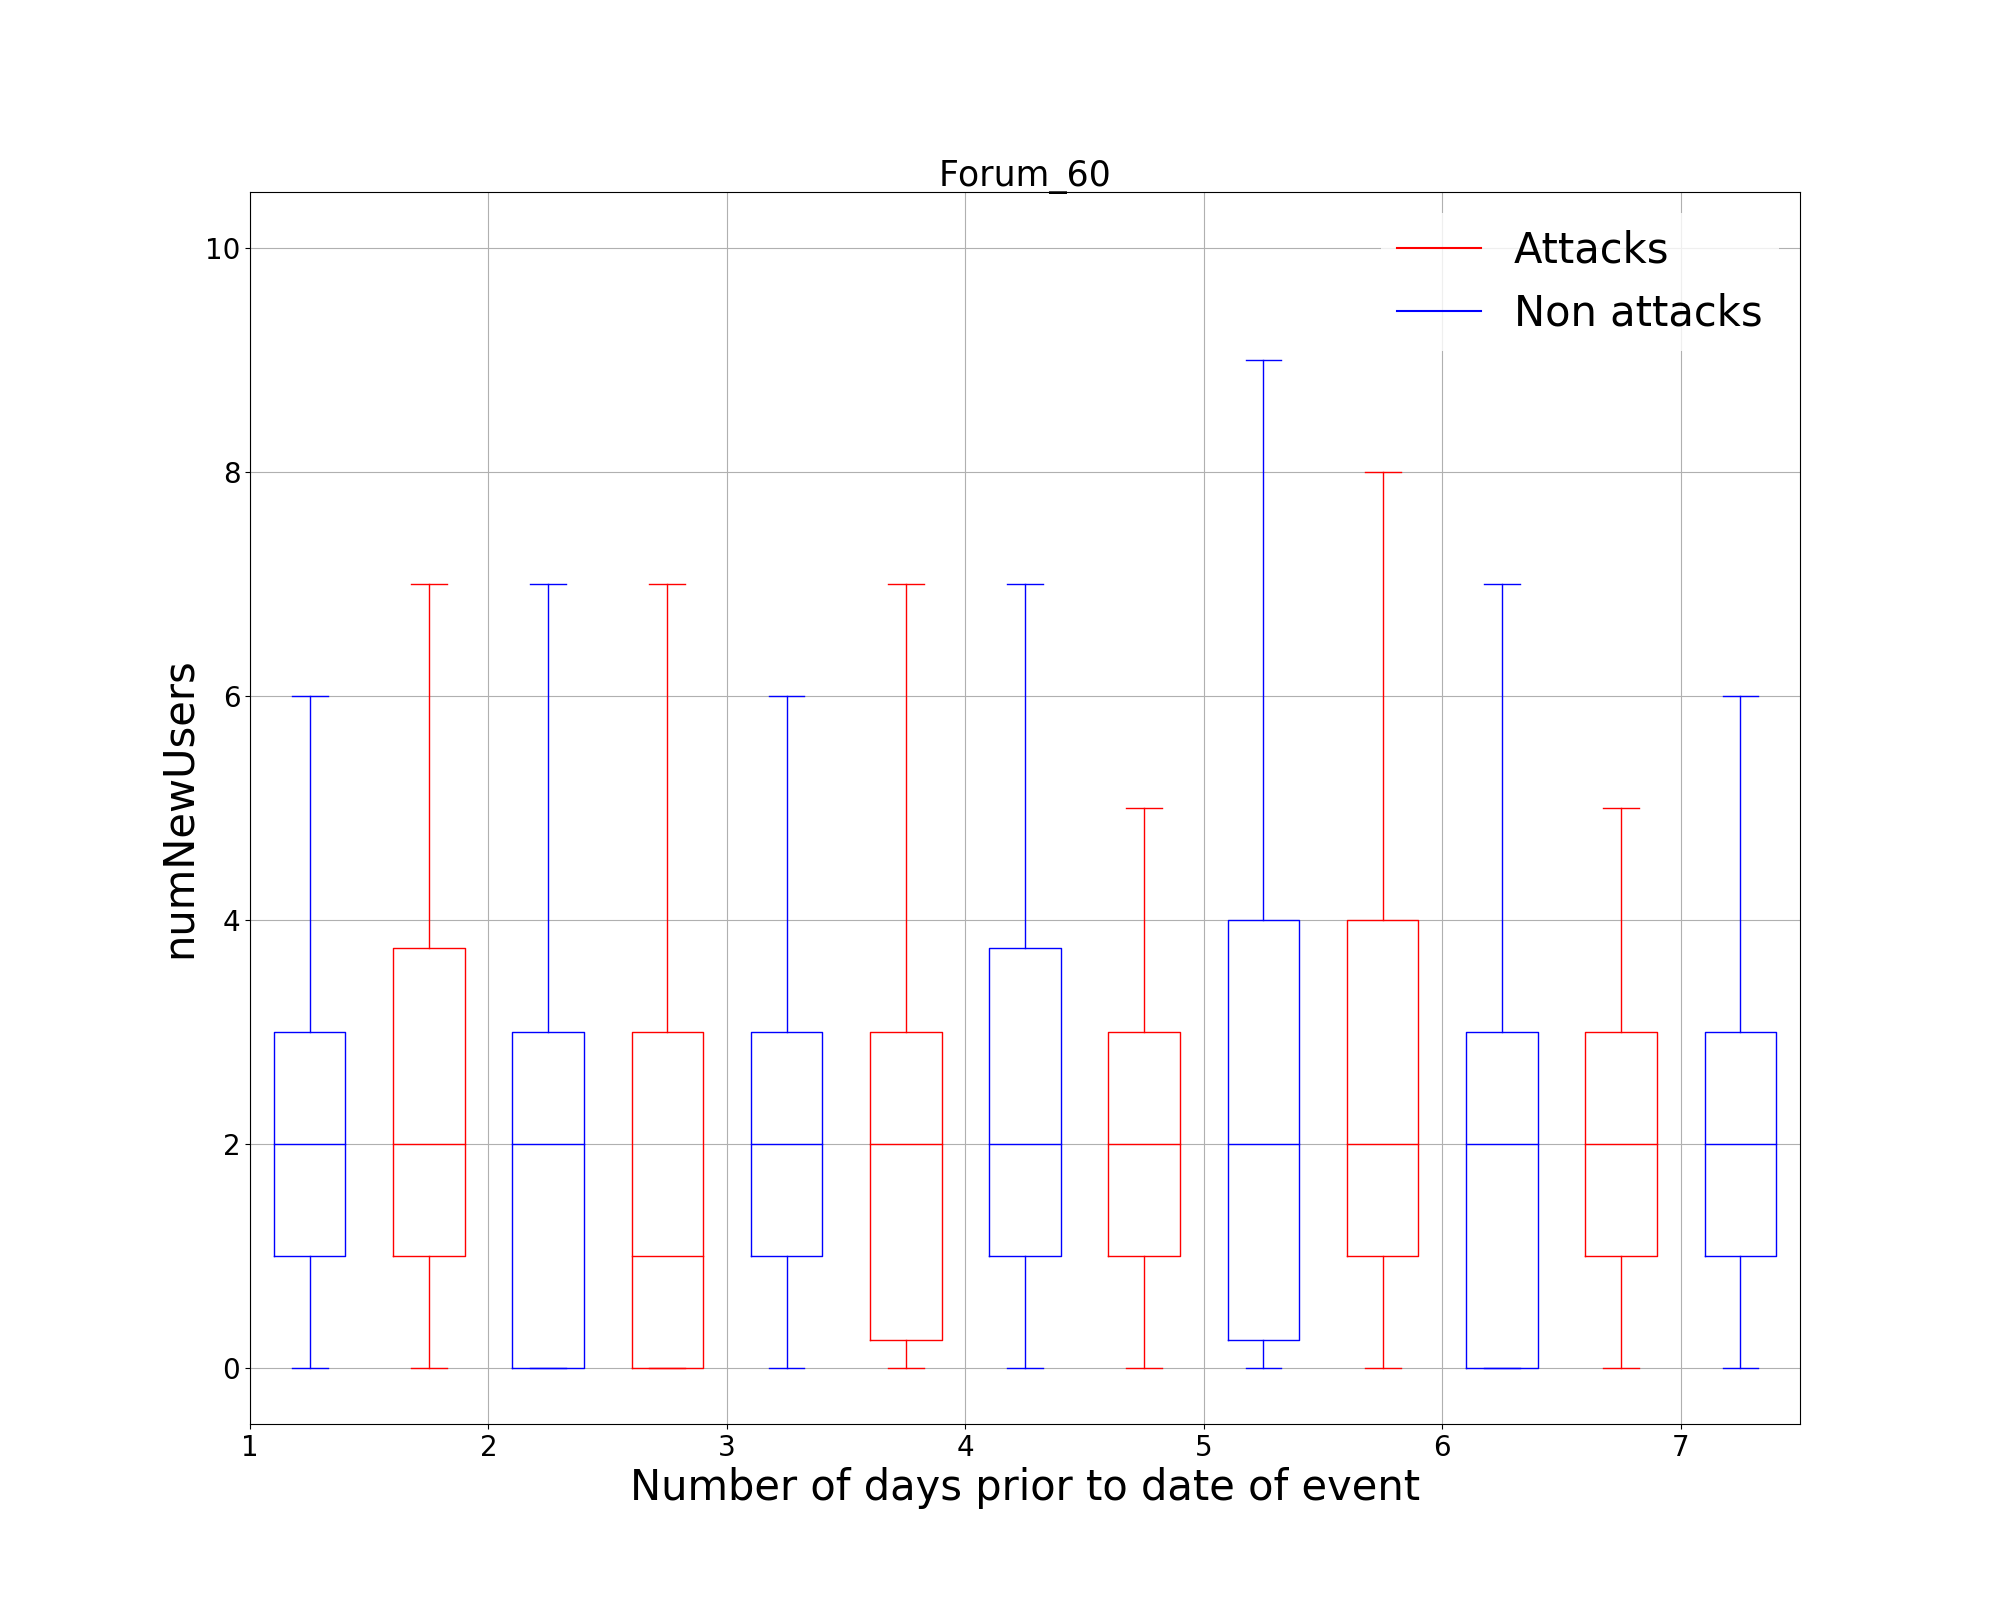 Forum_60
10
8
6
4
2
0
numNewUsers
Attacks
Non attacks
1 2 3 4 5 6 7
Number of days prior to date of event